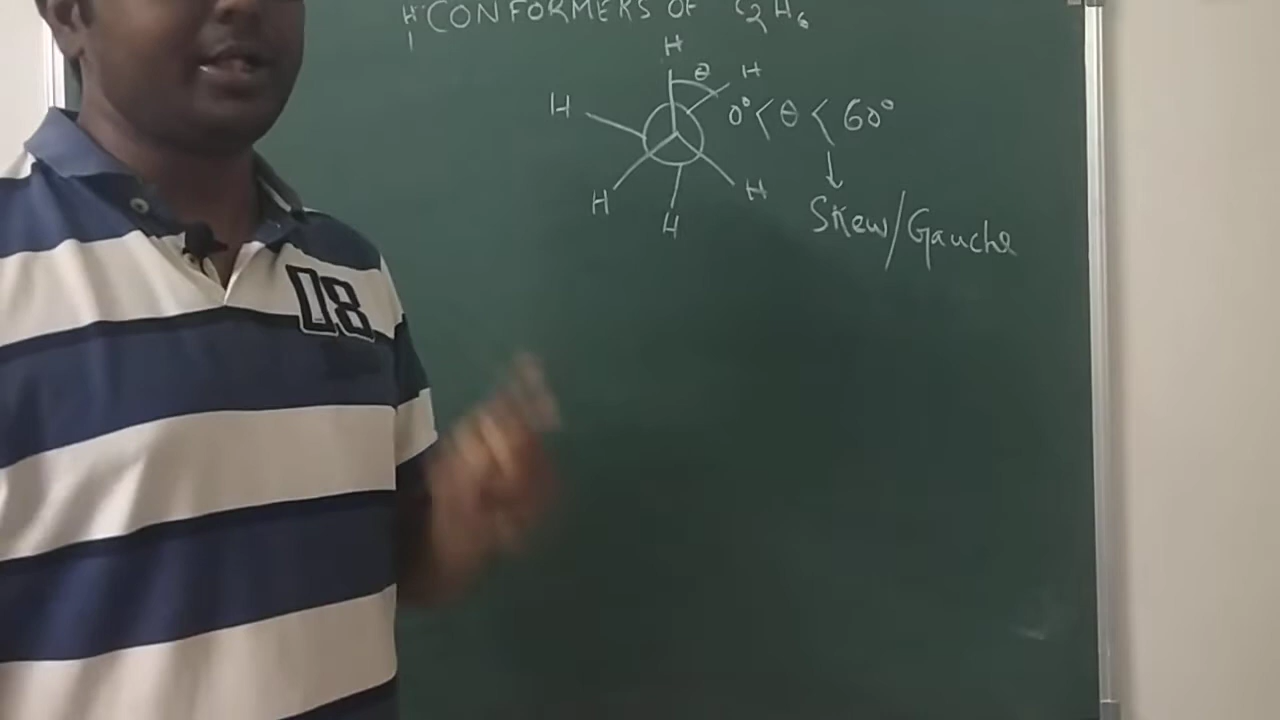 CONFORMERS OF C2H6
H
θ H
H
0° < θ < 60°
H H
H
↓
Skew/Gauche
08